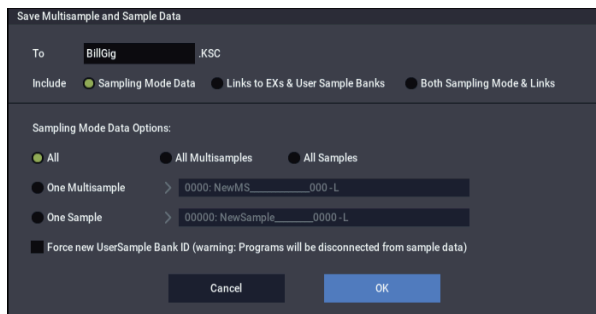 Save Multisample and Sample Data
To BillGig .KSC
Include Sampling Mode Data Links to EXs & User Sample Banks Both Sampling Mode & Links
Sampling Mode Data Options:
All All Multisamples All Samples
One Multisample > 0000: NewMS__________000-L
One Sample > 00000: NewSample______0000-L
Force new UserSample Bank ID (warning: Programs will be disconnected from sample data)
Cancel OK